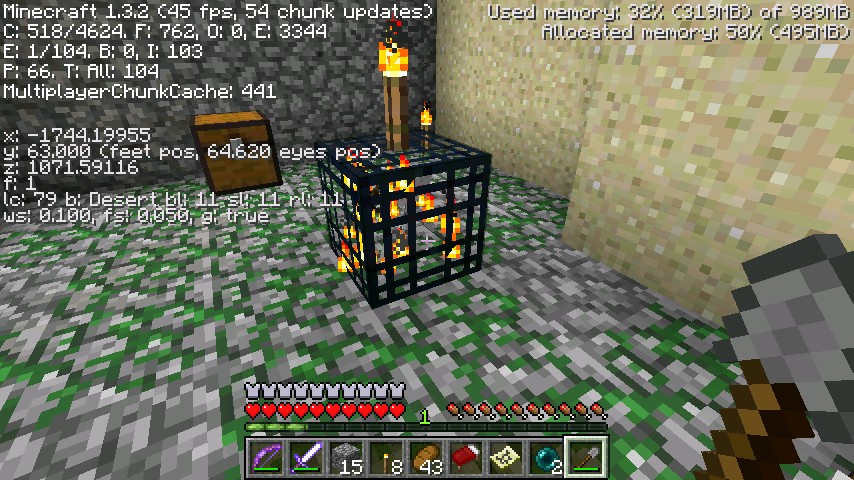 Minecraft 1.3.2 (45 fps, 54 chunk updates)
Used memory: 32% (319MB) of 989MB
C: 518/4624, F: 762, O: 0, E: 3344
Allocated memory: 50% (495MB)
E: 1/104, B: 0, I: 103
P: 66, T: All: 104
MultiplayerChunkCache: 441
x: -1744.19955
y: 63.000 (feet pos, 64.620 eyes pos)
z: 1071.59116
f: 1
lc: 79 b: Desert bl: 11 sl: 11 rl: 11
ws: 0.100, fs: 0.050, g: true
1
15 8 43 2